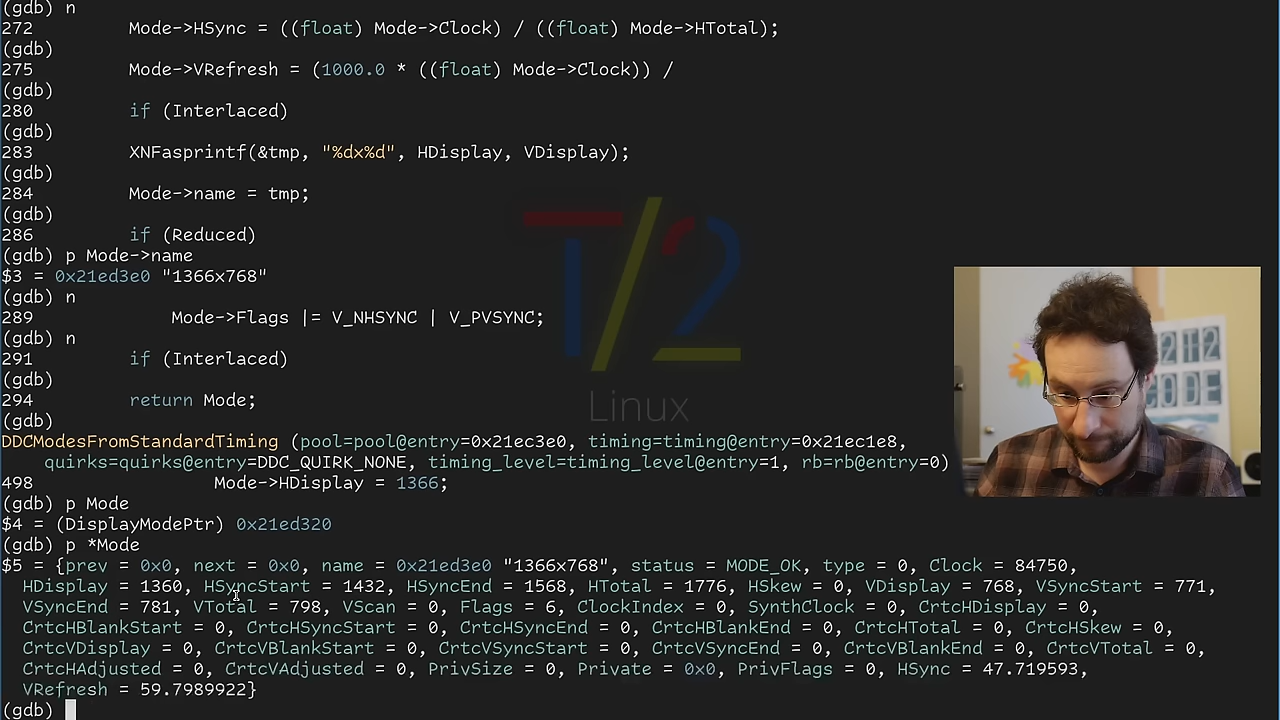 (gdb) n
272 Mode->HSync = ((float) Mode->Clock) / ((float) Mode->HTotal);
(gdb)
275 Mode->VRefresh = (1000.0 * ((float) Mode->Clock)) /
(gdb)
280 if (Interlaced)
(gdb)
283 XNFasprintf(&tmp, "%dx%d", HDisplay, VDisplay);
(gdb)
284 Mode->name = tmp;
(gdb)
286 if (Reduced)
(gdb) p Mode->name
$3 = 0x21ed3e0 "1366x768"
(gdb) n
289 Mode->Flags |= V_NHSYNC | V_PVSYNC;
(gdb) n
291 if (Interlaced)
(gdb)
294 return Mode;
(gdb)
DDCModesFromStandardTiming (pool=pool@entry=0x21ec3e0, timing=timing@entry=0x21ec1e8,
quirks=quirks@entry=DDC_QUIRK_NONE, timing_level=timing_level@entry=1, rb=rb@entry=0)
498 Mode->HDisplay = 1366;
(gdb) p Mode
$4 = (DisplayModePtr) 0x21ed320
(gdb) p *Mode
$5 = {prev = 0x0, next = 0x0, name = 0x21ed3e0 "1366x768", status = MODE_OK, type = 0, Clock = 84750,
HDisplay = 1360, HSyncStart = 1432, HSyncEnd = 1568, HTotal = 1776, HSkew = 0, VDisplay = 768, VSyncStart = 771,
VSyncEnd = 781, VTotal = 798, VScan = 0, Flags = 6, ClockIndex = 0, SynthClock = 0, CrtcHDisplay = 0,
CrtcHBlankStart = 0, CrtcHSyncStart = 0, CrtcHSyncEnd = 0, CrtcHBlankEnd = 0, CrtcHTotal = 0, CrtcHSkew = 0,
CrtcVDisplay = 0, CrtcVBlankStart = 0, CrtcVSyncStart = 0, CrtcVSyncEnd = 0, CrtcVBlankEnd = 0, CrtcVTotal = 0,
CrtcHAdjusted = 0, CrtcVAdjusted = 0, PrivSize = 0, Private = 0x0, PrivFlags = 0, HSync = 47.719593,
VRefresh = 59.7989922}
(gdb)
T/2
Linux